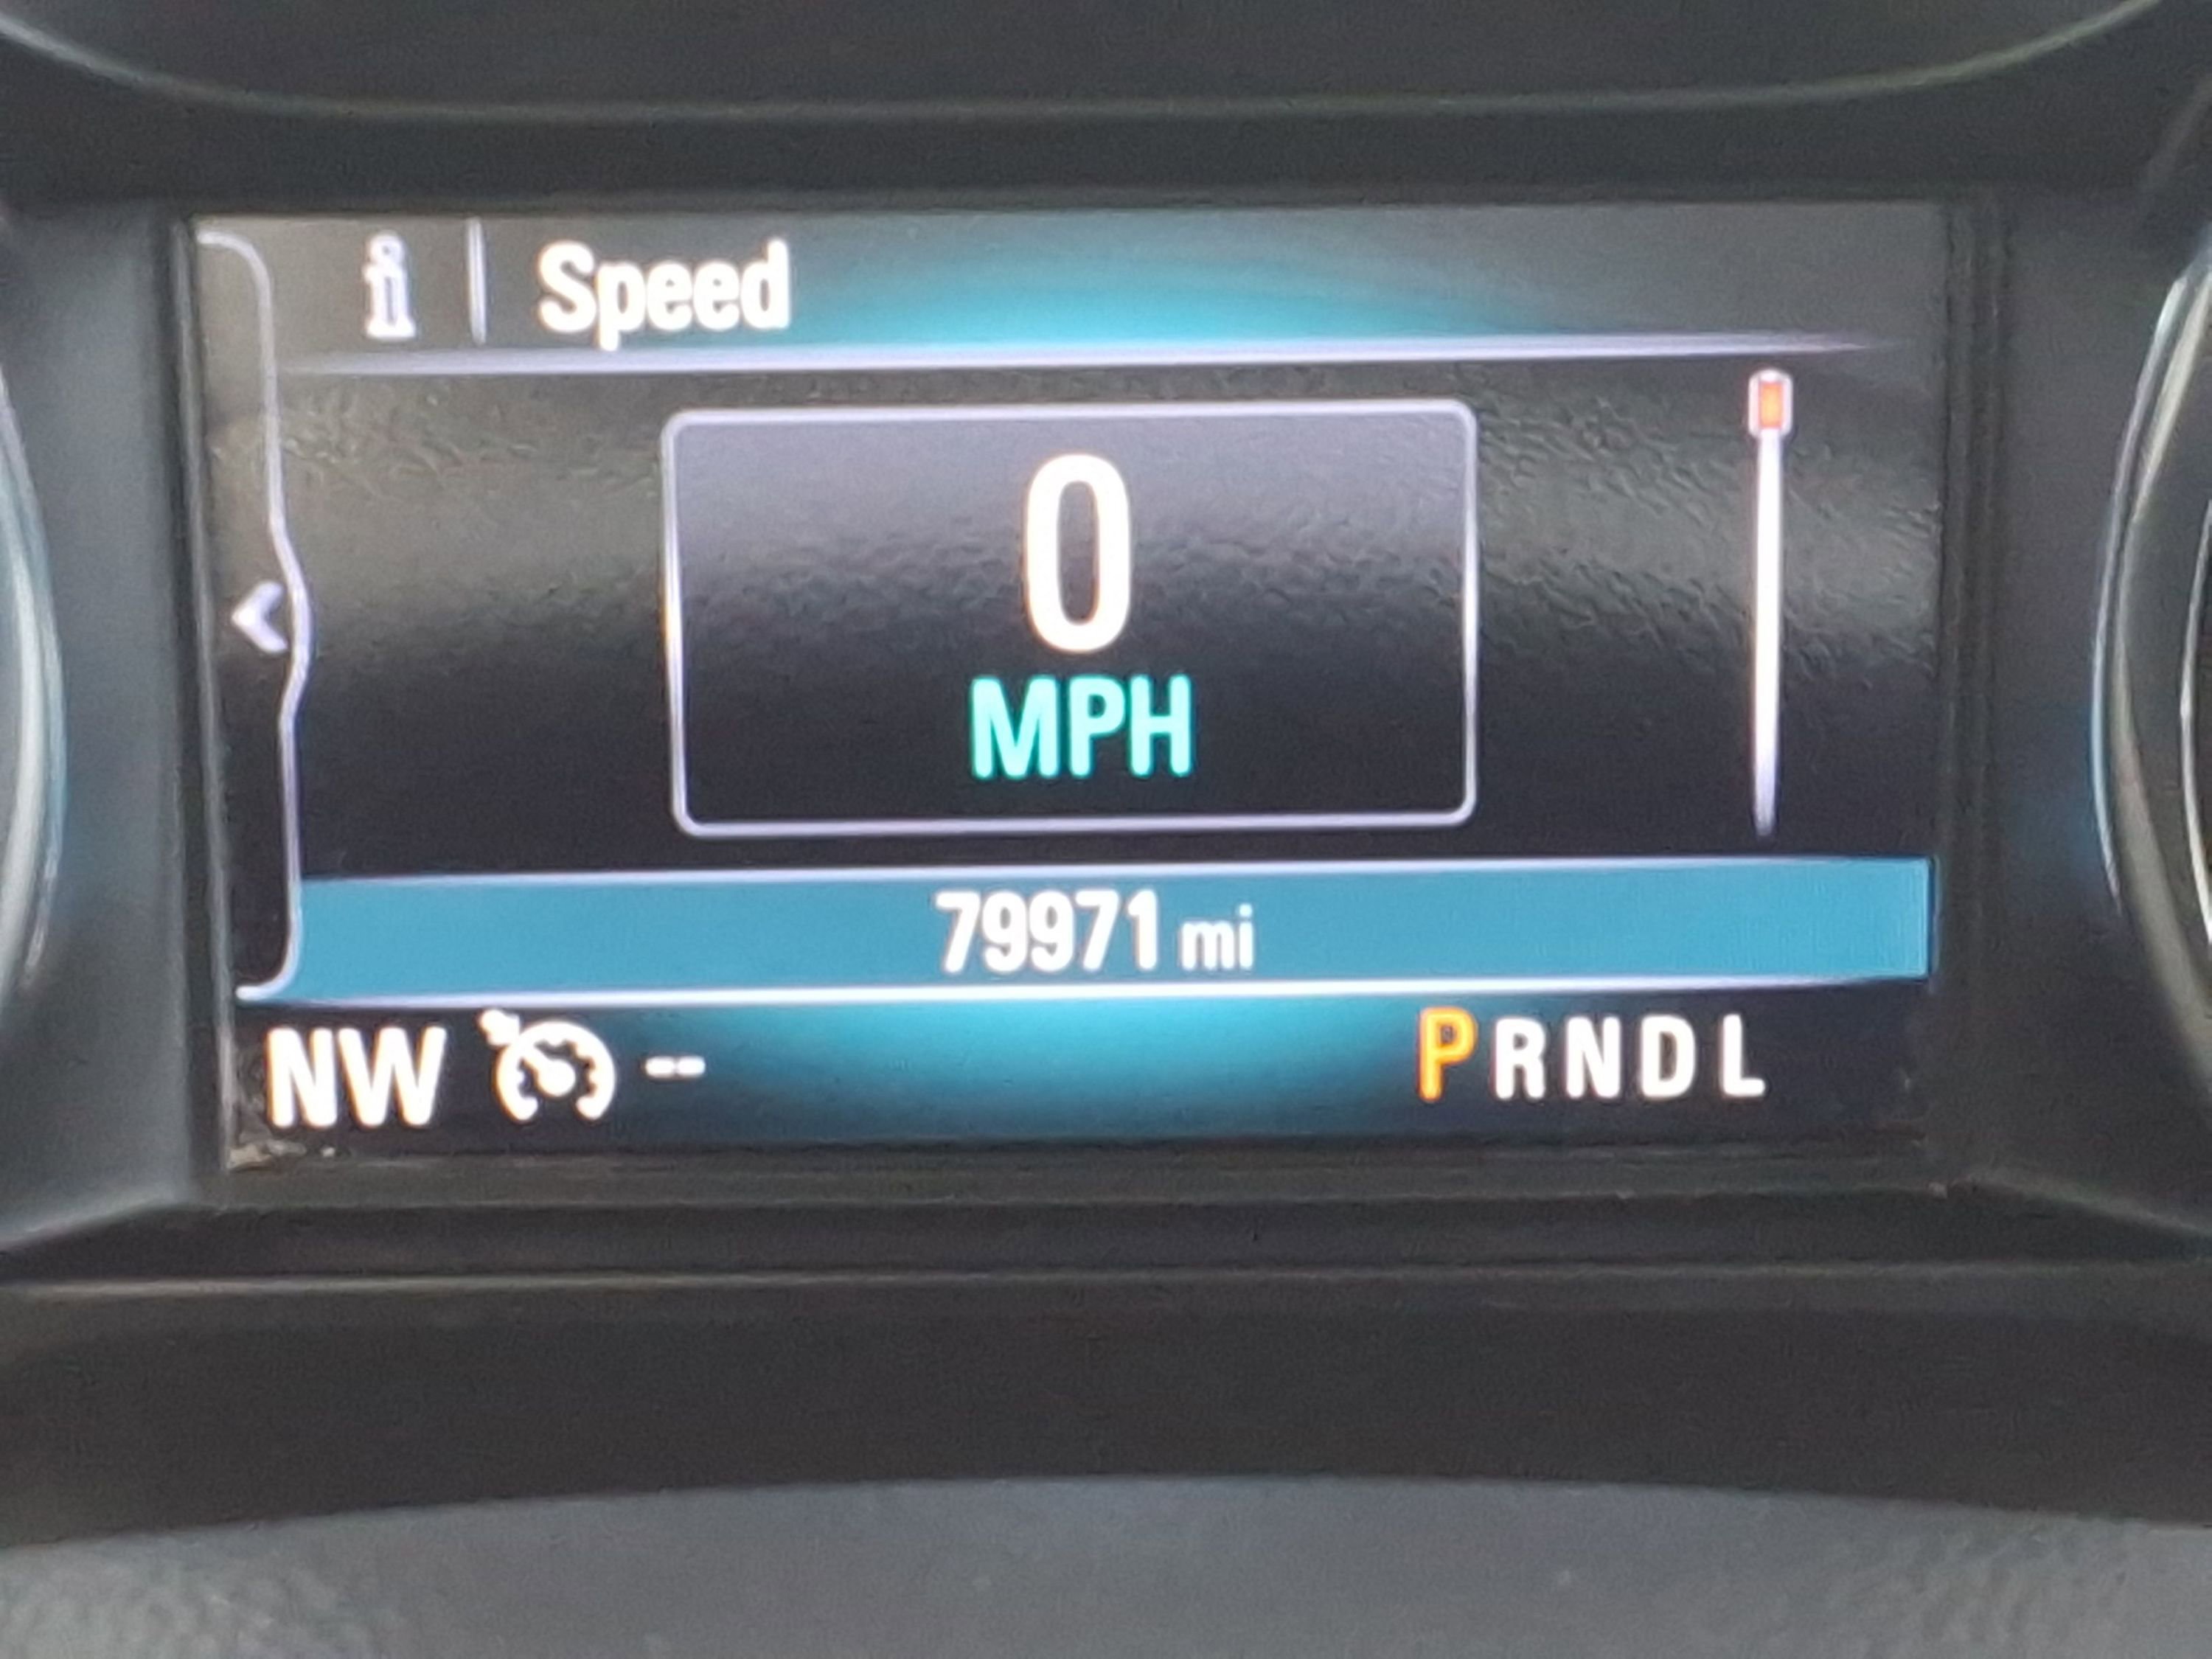 i Speed
0
MPH
79971 mi
NW -- PRNDL